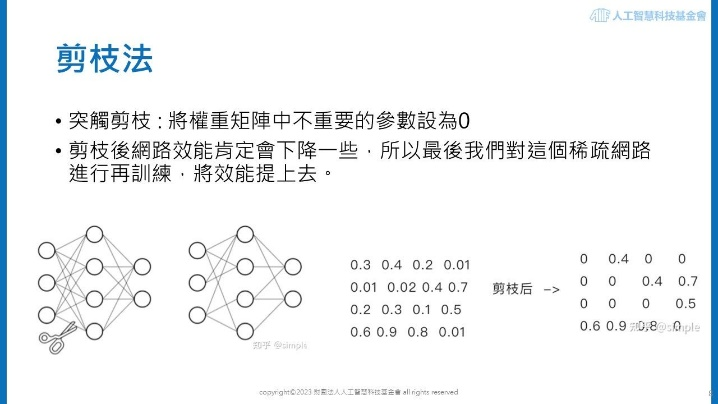 人工智慧科技基金會
剪枝法
• 突觸剪枝 : 將權重矩陣中不重要的參數設為0
• 剪枝後網路效能肯定會下降一些，所以最後我們對這個稀疏網路
進行再訓練，將效能提上去。
0.3 0.4 0.2 0.01
0.01 0.02 0.4 0.7
0.2 0.3 0.1 0.5
0.6 0.9 0.8 0.01
剪枝后 –>
0 0.4 0 0
0 0 0.4 0.7
0 0 0 0.5
0.6 0.9 0.8 0
知乎 @simple
知乎 @simple
copyright©2023 財團法人人工智慧科技基金會 all rights reserved